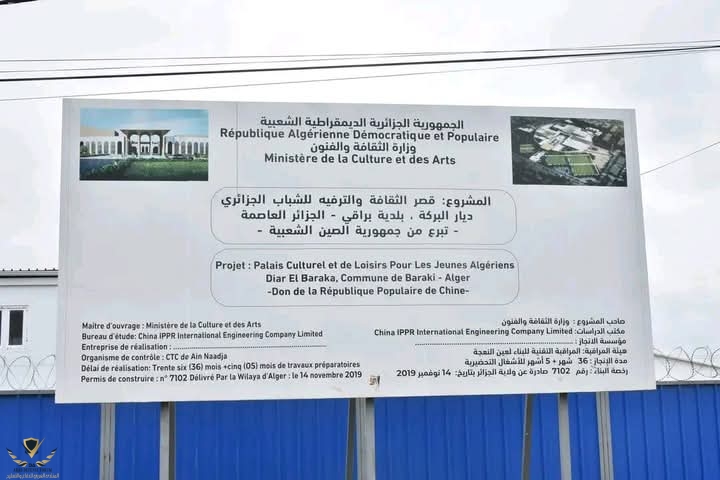 الجمهورية الجزائرية الديمقراطية الشعبية
République Algérienne Démocratique et Populaire
وزارة الثقافة والفنون
Ministère de la Culture et des Arts
المشروع: قصر الثقافة والترفيه للشباب الجزائري
ديار البركة ، بلدية براقي - الجزائر العاصمة
- تبرع من جمهورية الصين الشعبية -
Projet : Palais Culturel et de Loisirs Pour Les Jeunes Algériens
Diar El Baraka, Commune de Baraki - Alger
-Don de la République Populaire de Chine-
Maitre d'ouvrage : Ministère de la Culture et des Arts
Bureau d'étude: China IPPR International Engineering Company Limited
Entreprise de réalisation : ..............................
Organisme de contrôle : CTC de Ain Naadja
Délai de réalisation: Trente six (36) mois +cinq (05) mois de travaux préparatoires
Permis de construire : n° 7102 Délivré Par la Wilaya d'Alger : le 14 novembre 2019
صاحب المشروع : وزارة الثقافة والفنون
مكتب الدراسات: China IPPR International Engineering Company Limited
مؤسسة الانجاز : ..............................
هيئة المراقبة: المراقبة التقنية للبناء لعين النعجة
مدة الإنجاز: 36 شهر + 5 أشهر للأشغال التحضيرية
رخصة البناء: رقم 7102 صادرة عن ولاية الجزائر بتاريخ: 14 نوفمبر 2019